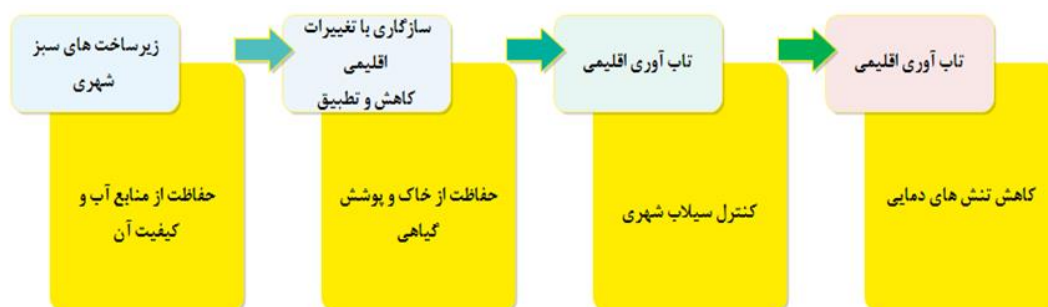 زیرساخت های سبز
شهری
سازگاری با تغییرات
اقلیمی
کاهش و تطبیق
تاب آوری اقلیمی
تاب آوری اقلیمی
حفاظت از منابع آب و
کیفیت آن
حفاظت از خاک و پوشش
گیاهی
کنترل سیلاب شهری
کاهش تنش های دمایی